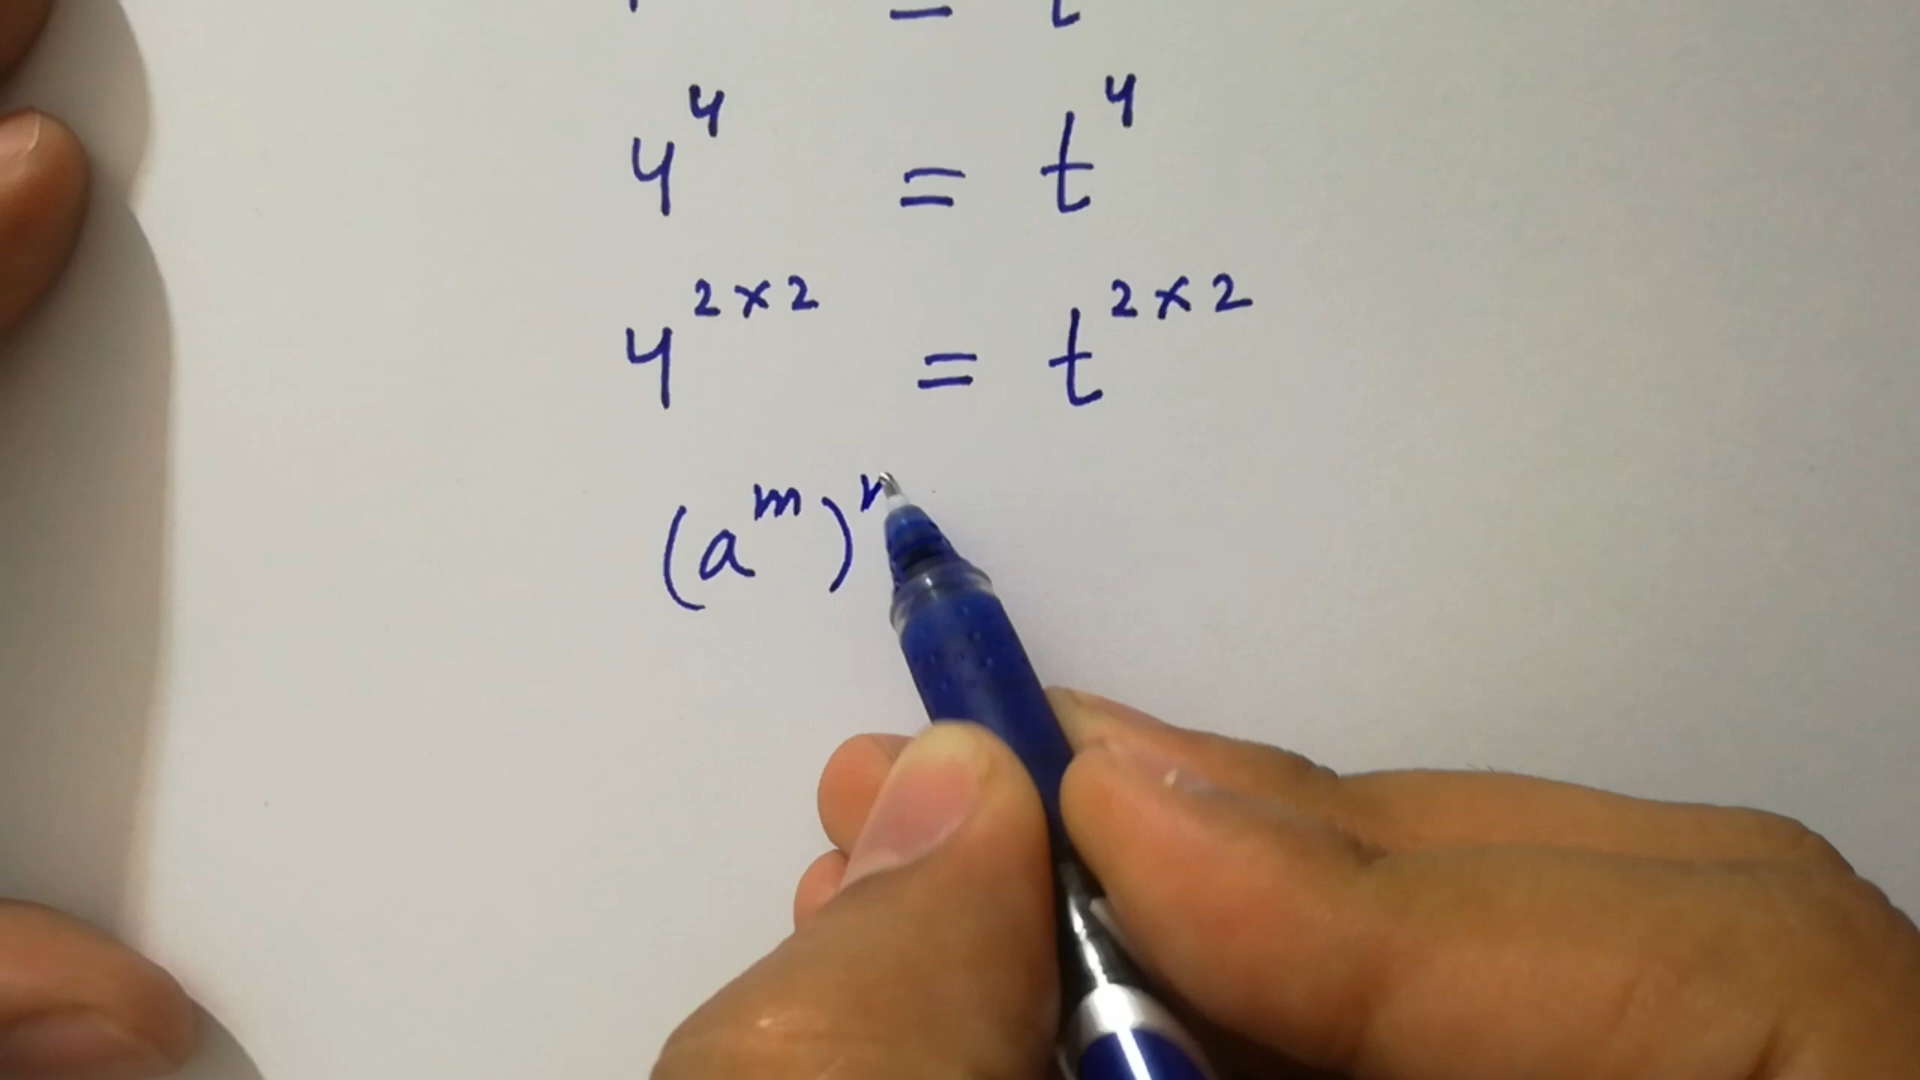 4^4 = t^4
4^{2×2} = t^{2×2}
(a^m)^n